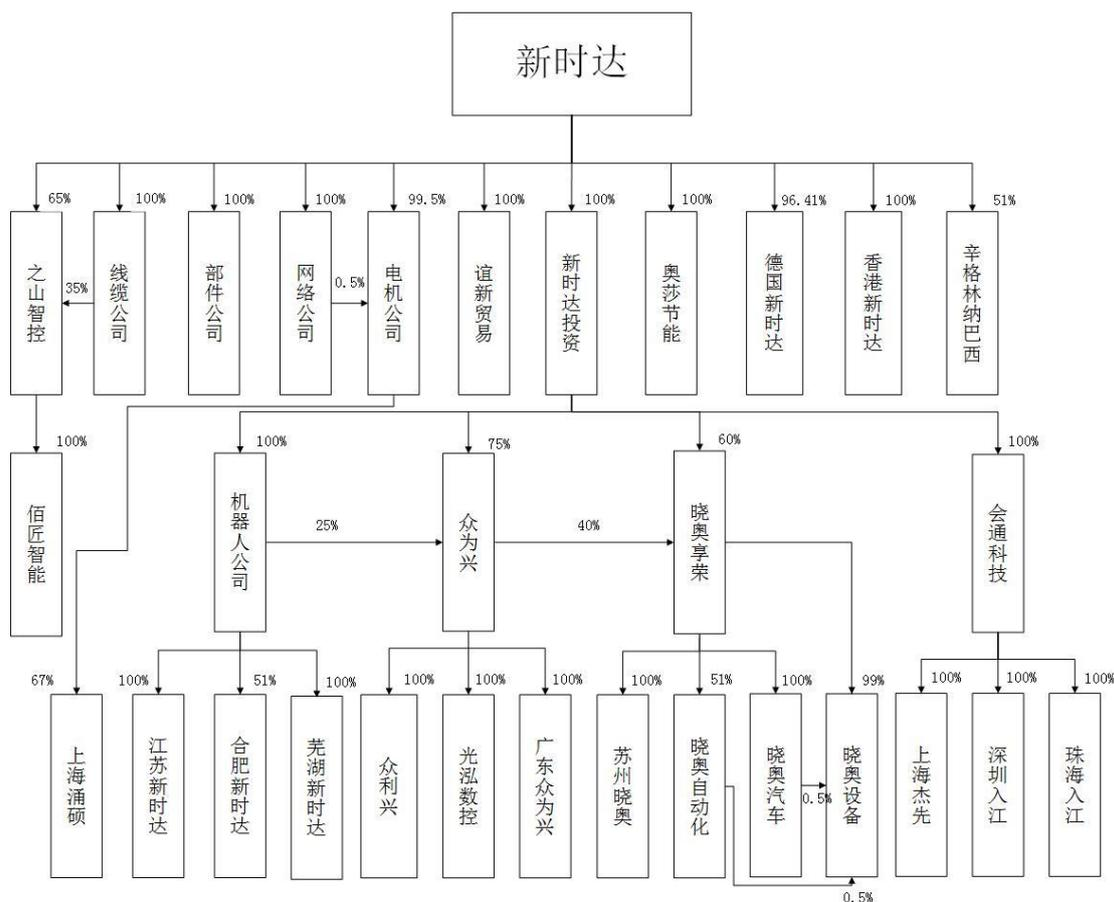 新时达
65%
100%
100%
100%
99.5%
100%
100%
100%
96.41%
100%
51%
之山智控
35%
线缆公司
部件公司
网络公司
0.5%
电机公司
谊新贸易
新时达投资
奥莎节能
德国新时达
香港新时达
辛格林纳巴西
100%
100%
75%
60%
100%
佰匠智能
机器人公司
25%
众为兴
40%
晓奥享荣
会通科技
67%
100%
51%
100%
100%
100%
100%
100%
51%
100%
99%
100%
100%
100%
上海涌硕
江苏新时达
合肥新时达
芜湖新时达
众利兴
光泓数控
广东众为兴
苏州晓奥
晓奥自动化
晓奥汽车
0.5%
晓奥设备
上海杰先
深圳入江
珠海入江
0.5%